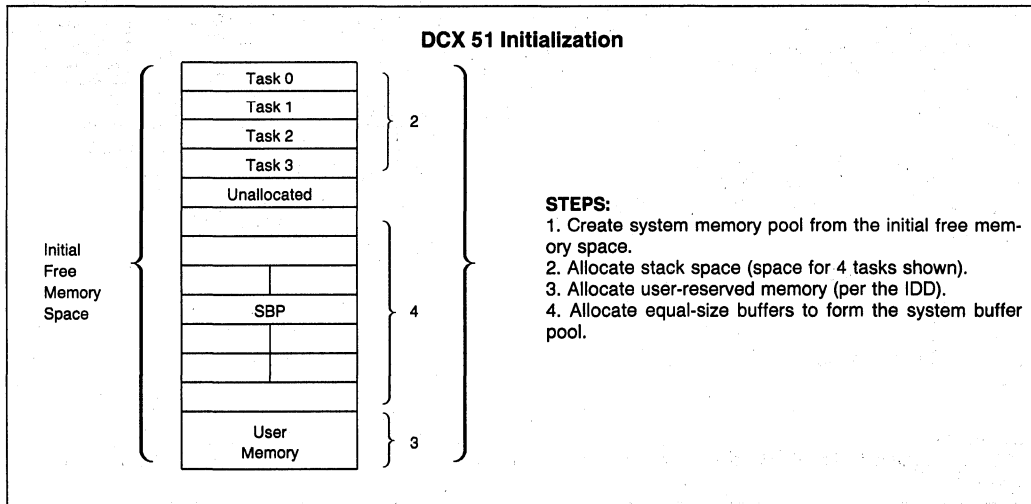 DCX 51 Initialization
Task 0
Task 1
Task 2
Task 3
Unallocated
SBP
User
Memory
2
4
3
Initial
Free
Memory
Space
STEPS:
1. Create system memory pool from the initial free mem-
ory space.
2. Allocate stack space (space for 4 tasks shown).
3. Allocate user-reserved memory (per the IDD).
4. Allocate equal-size buffers to form the system buffer
pool.